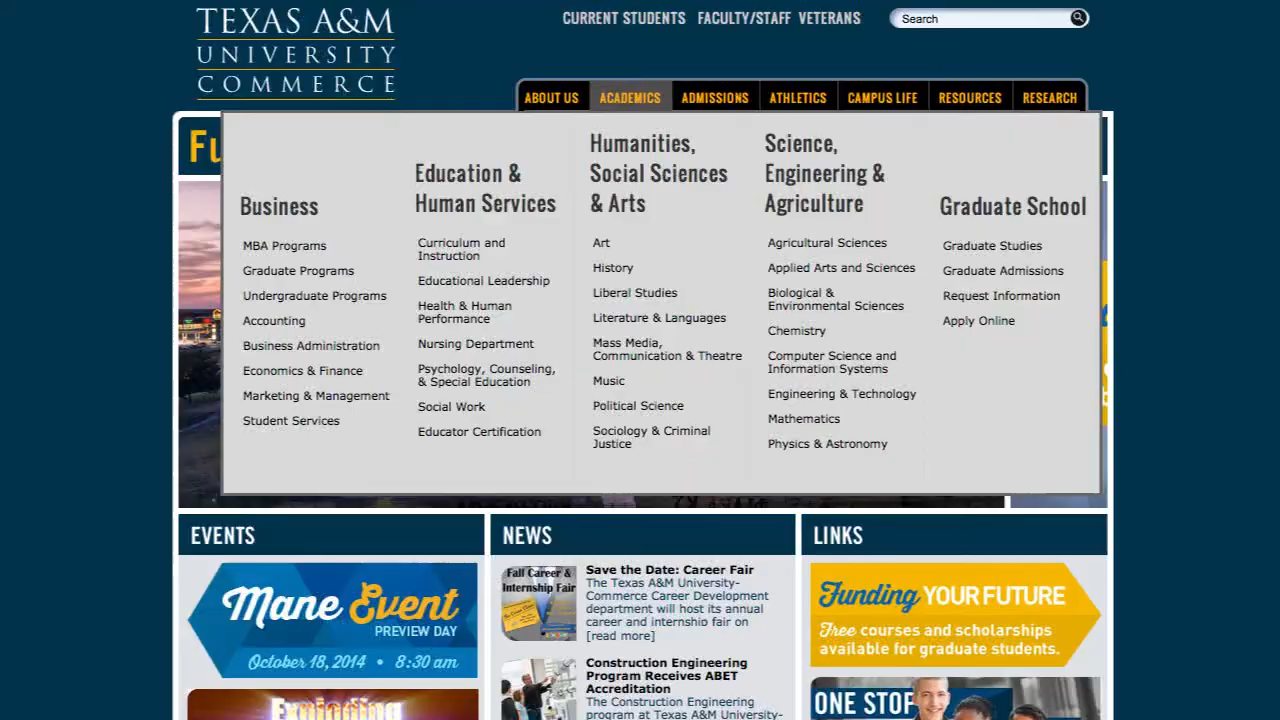 TEXAS A&M
UNIVERSITY
COMMERCE
CURRENT STUDENTS FACULTY/STAFF VETERANS
Search
ABOUT US ACADEMICS ADMISSIONS ATHLETICS CAMPUS LIFE RESOURCES RESEARCH
Business
MBA Programs
Graduate Programs
Undergraduate Programs
Accounting
Business Administration
Economics & Finance
Marketing & Management
Student Services
Education &
Human Services
Curriculum and
Instruction
Educational Leadership
Health & Human
Performance
Nursing Department
Psychology, Counseling,
& Special Education
Social Work
Educator Certification
Humanities,
Social Sciences
& Arts
Art
History
Liberal Studies
Literature & Languages
Mass Media,
Communication & Theatre
Music
Political Science
Sociology & Criminal
Justice
Science,
Engineering &
Agriculture
Agricultural Sciences
Applied Arts and Sciences
Biological &
Environmental Sciences
Chemistry
Computer Science and
Information Systems
Engineering & Technology
Mathematics
Physics & Astronomy
Graduate School
Graduate Studies
Graduate Admissions
Request Information
Apply Online
EVENTS
Mane Event
PREVIEW DAY
October 18, 2014 • 8:30 am
Exploding
NEWS
Fall Career &
Internship Fair
Save the Date: Career Fair
The Texas A&M University-
Commerce Career Development
department will host its annual
career and internship fair on
[read more]
Construction Engineering
Program Receives ABET
Accreditation
The Construction Engineering
program at Texas A&M University-
LINKS
Funding YOUR FUTURE
Free courses and scholarships
available for graduate students.
ONE STOP